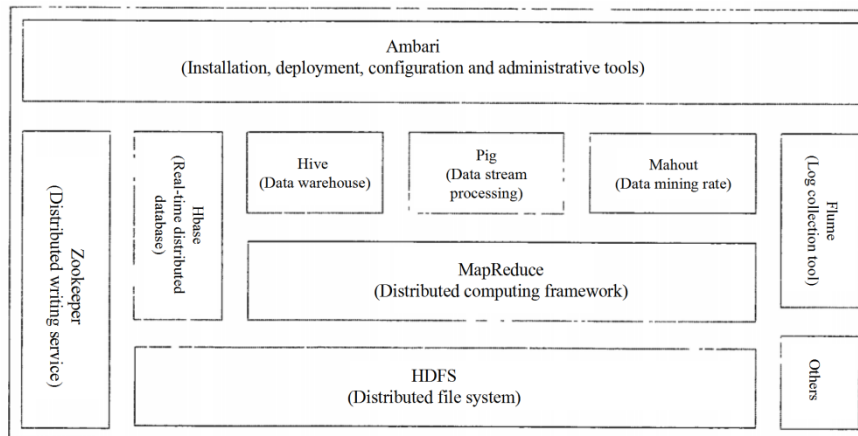 Ambari
(Installation, deployment, configuration and administrative tools)
Zookeeper
(Distributed writing service)
Hbase
(Real-time distributed
database)
Hive
(Data warehouse)
Pig
(Data stream
processing)
Mahout
(Data mining rate)
Flume
(Log collection tool)
MapReduce
(Distributed computing framework)
HDFS
(Distributed file system)
Others